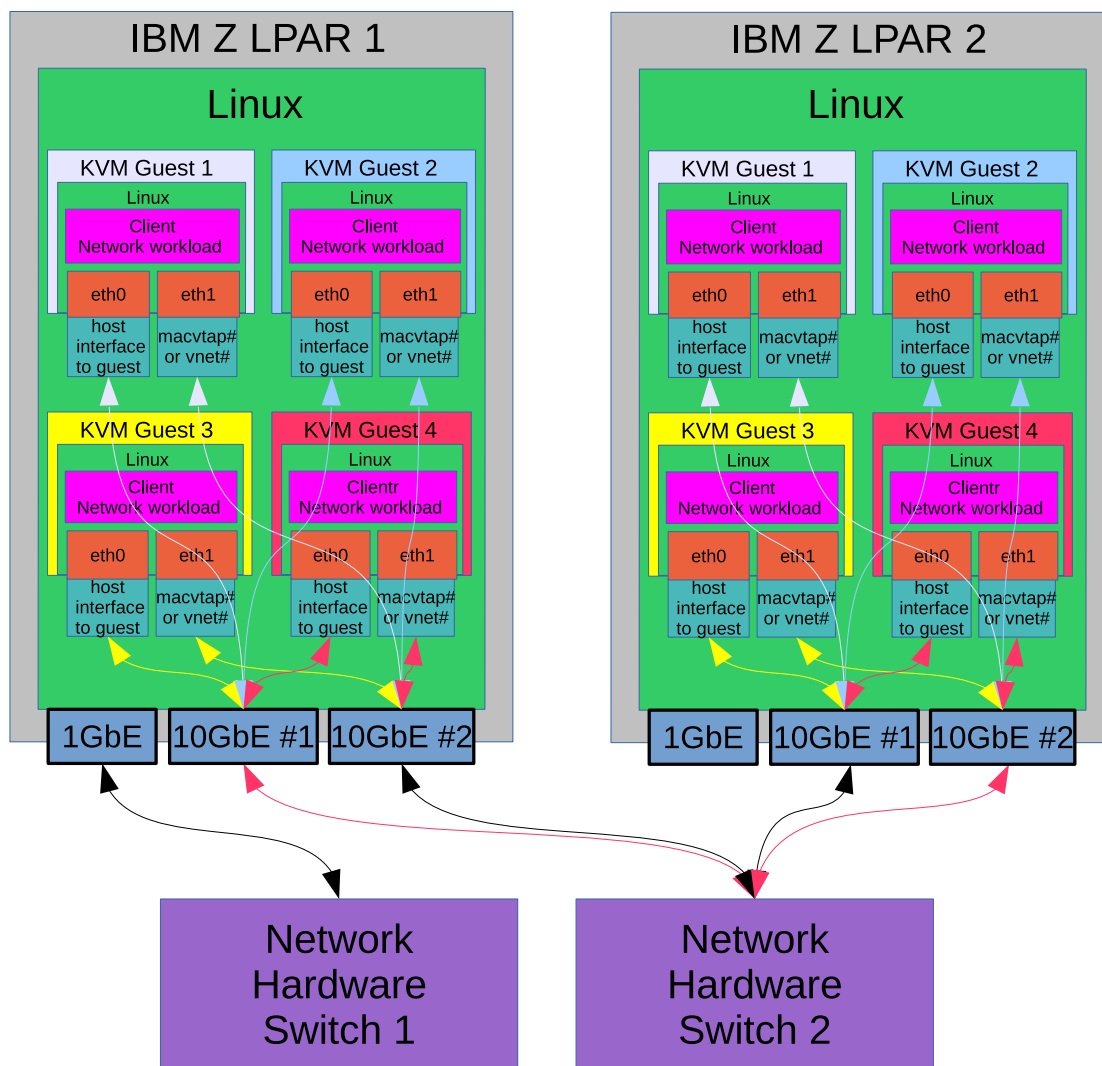 IBM Z LPAR 1
Linux
KVM Guest 1
Linux
Client
Network workload
eth0
eth1
host
interface
to guest
macvtap#
or vnet#
KVM Guest 2
Linux
Client
Network workload
eth0
eth1
host
interface
to guest
macvtap#
or vnet#
KVM Guest 3
Linux
Client
Network workload
eth0
eth1
host
interface
to guest
macvtap#
or vnet#
KVM Guest 4
Linux
Clientr
Network workload
eth0
eth1
host
interface
to guest
macvtap#
or vnet#
1GbE
10GbE #1
10GbE #2
IBM Z LPAR 2
Linux
KVM Guest 1
Linux
Client
Network workload
eth0
eth1
host
interface
to guest
macvtap#
or vnet#
KVM Guest 2
Linux
Client
Network workload
eth0
eth1
host
interface
to guest
macvtap#
or vnet#
KVM Guest 3
Linux
Client
Network workload
eth0
eth1
host
interface
to guest
macvtap#
or vnet#
KVM Guest 4
Linux
Clientr
Network workload
eth0
eth1
host
interface
to guest
macvtap#
or vnet#
1GbE
10GbE #1
10GbE #2
Network
Hardware
Switch 1
Network
Hardware
Switch 2